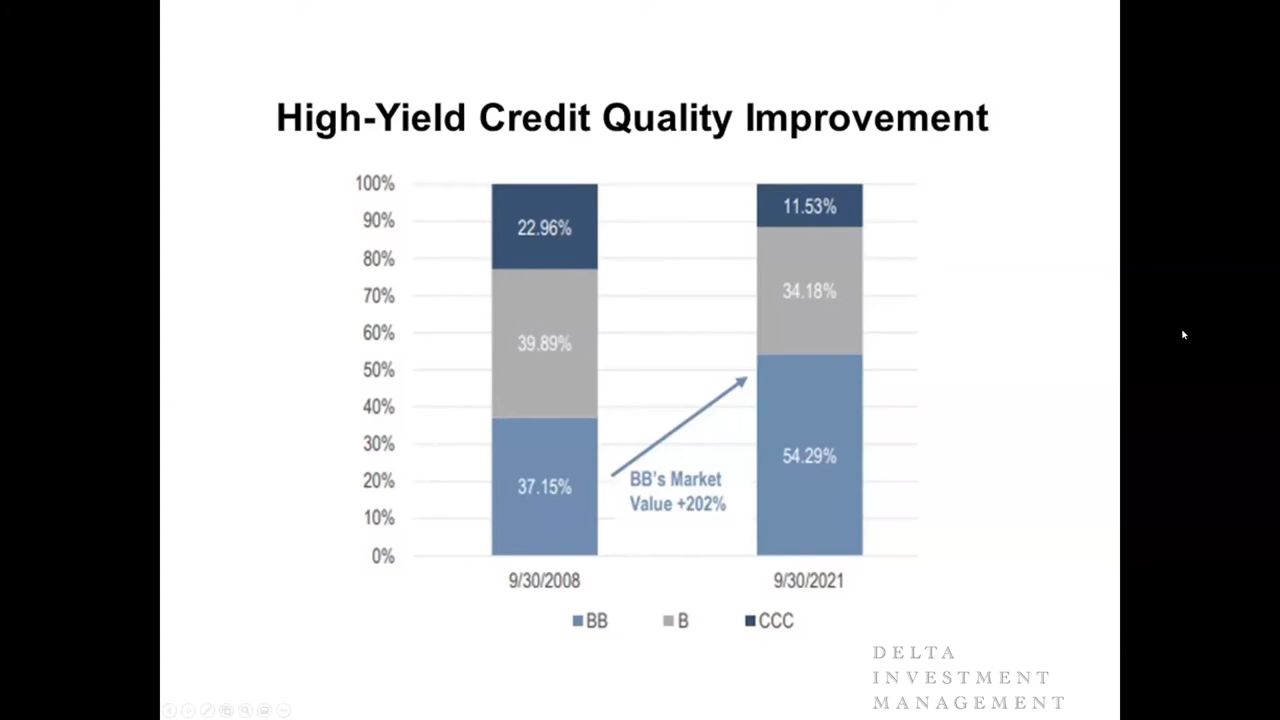 High-Yield Credit Quality Improvement
100%
90%
80%
70%
60%
50%
40%
30%
20%
10%
0%
22.96%
39.89%
37.15%
BB's Market
Value +202%
11.53%
34.18%
54.29%
9/30/2008
9/30/2021
BB
B
CCC
DELTA
INVESTMENT
MANAGEMENT